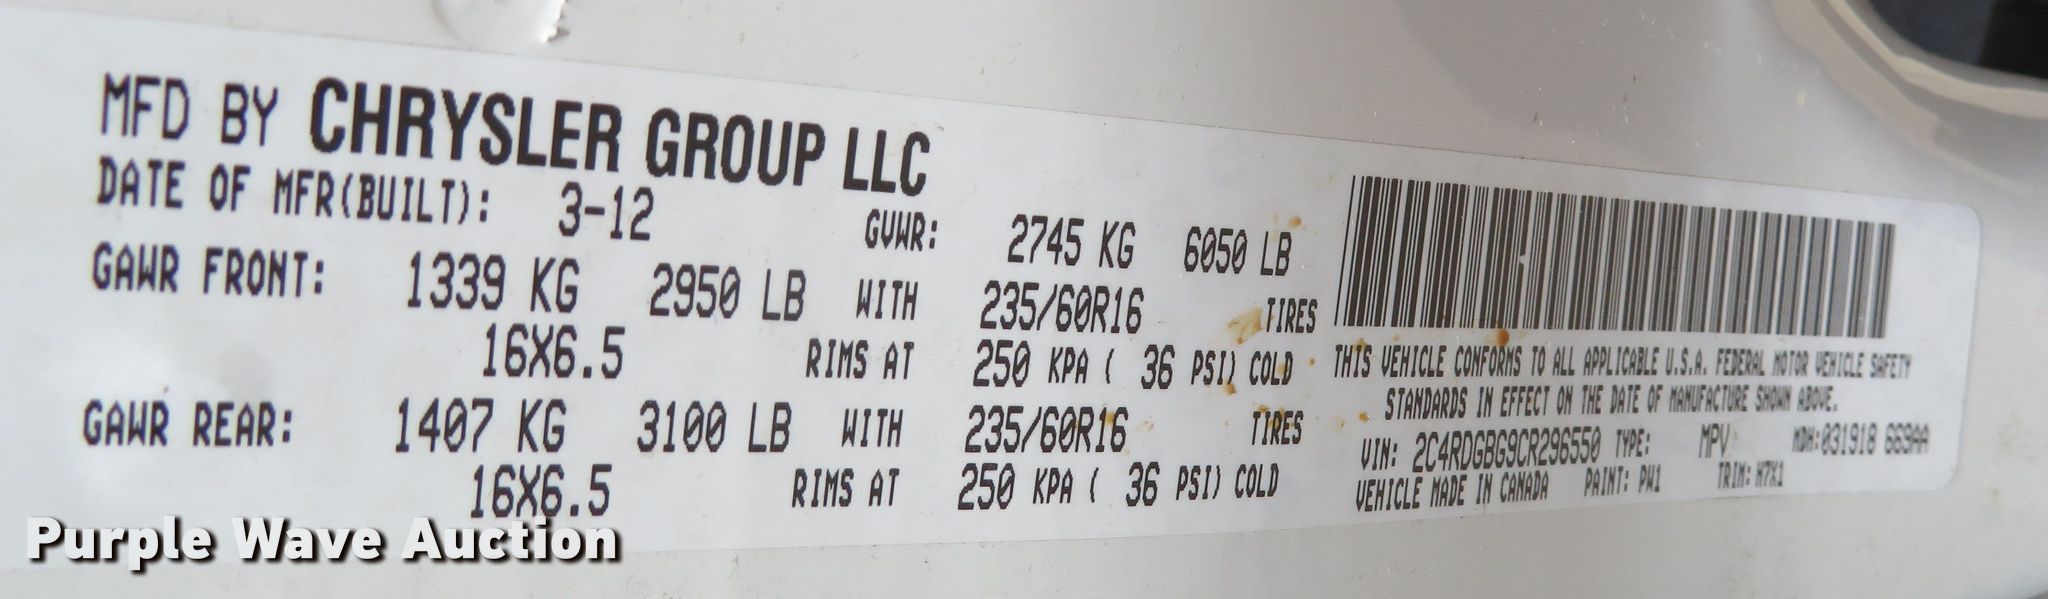 MFD BY CHRYSLER GROUP LLC
DATE OF MFR(BUILT): 3-12 GVWR: 2745 KG 6050 LB
GAWR FRONT: 1339 KG 2950 LB WITH 235/60R16 TIRES
16X6.5 RIMS AT 250 KPA ( 36 PSI) COLD
GAWR REAR: 1407 KG 3100 LB WITH 235/60R16 TIRES
16X6.5 RIMS AT 250 KPA ( 36 PSI) COLD
THIS VEHICLE CONFORMS TO ALL APPLICABLE U.S.A. FEDERAL MOTOR VEHICLE SAFETY
STANDARDS IN EFFECT ON THE DATE OF MANUFACTURE SHOWN ABOVE.
VIN: 2C4RDGBG9CR296550 TYPE: MPV MDH:031918 669AA
VEHICLE MADE IN CANADA PAINT: PW1 TRIM: H7X1
Purple Wave Auction